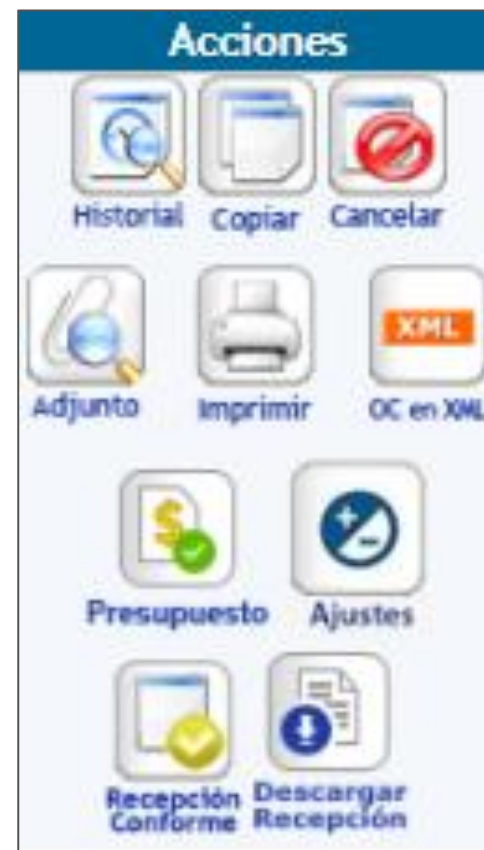 Acciones
Historial Copiar Cancelar
XML
Adjunto Imprimir OC en XML
$
Presupuesto Ajustes
Recepción Descargar
Conforme Recepción